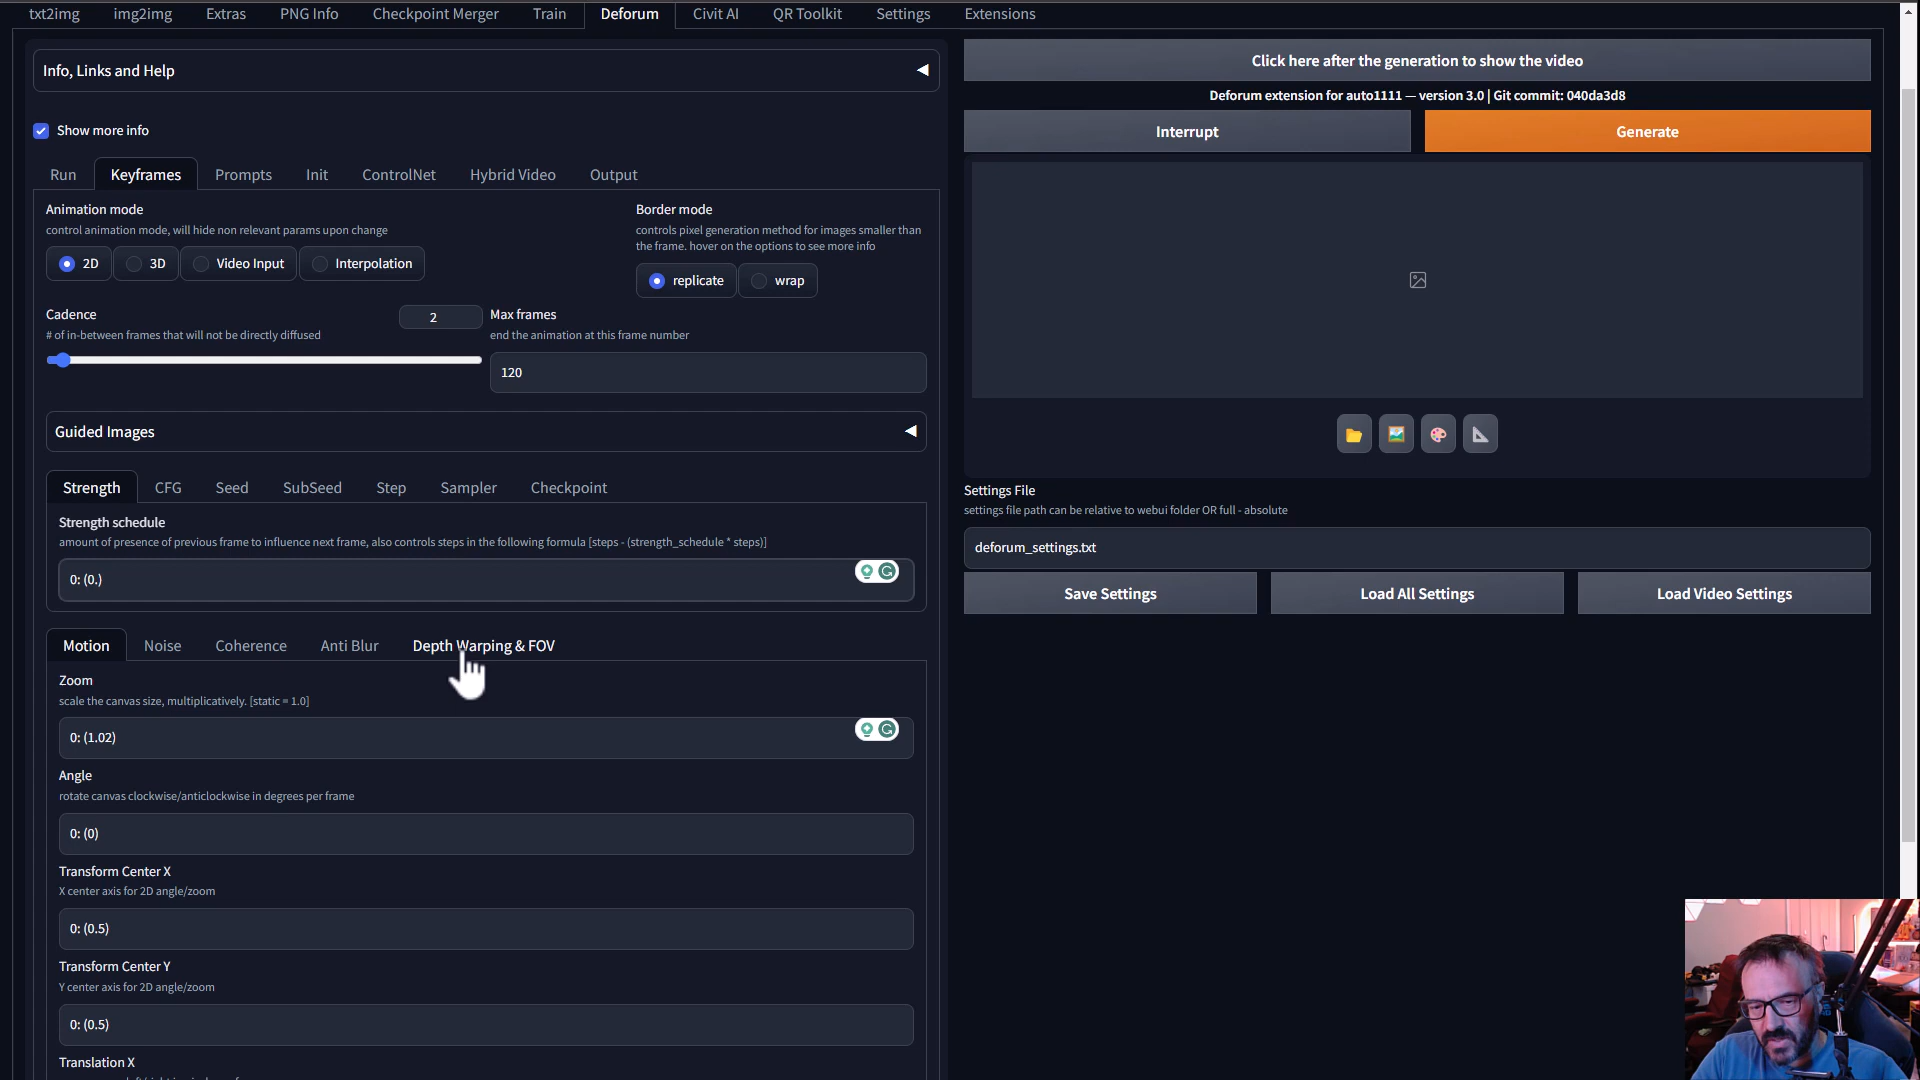 txt2img img2img Extras PNG Info Checkpoint Merger Train Deforum Civit AI QR Toolkit Settings Extensions
Info, Links and Help
Show more info
Run Keyframes Prompts Init ControlNet Hybrid Video Output
Animation mode
control animation mode, will hide non relevant params upon change
2D 3D Video Input Interpolation
Border mode
controls pixel generation method for images smaller than
the frame. hover on the options to see more info
replicate wrap
Cadence
2
# of in-between frames that will not be directly diffused
Max frames
end the animation at this frame number
120
Guided Images
Strength CFG Seed SubSeed Step Sampler Checkpoint
Strength schedule
amount of presence of previous frame to influence next frame, also controls steps in the following formula [steps - (strength_schedule * steps)]
0: (0.)
Motion Noise Coherence Anti Blur Depth Warping & FOV
Zoom
scale the canvas size, multiplicatively. [static = 1.0]
0: (1.02)
Angle
rotate canvas clockwise/anticlockwise in degrees per frame
0: (0)
Transform Center X
X center axis for 2D angle/zoom
0: (0.5)
Transform Center Y
Y center axis for 2D angle/zoom
0: (0.5)
Translation X
Click here after the generation to show the video
Deforum extension for auto1111 — version 3.0 | Git commit: 040da3d8
Interrupt Generate
Settings File
settings file path can be relative to webui folder OR full - absolute
deforum_settings.txt
Save Settings Load All Settings Load Video Settings